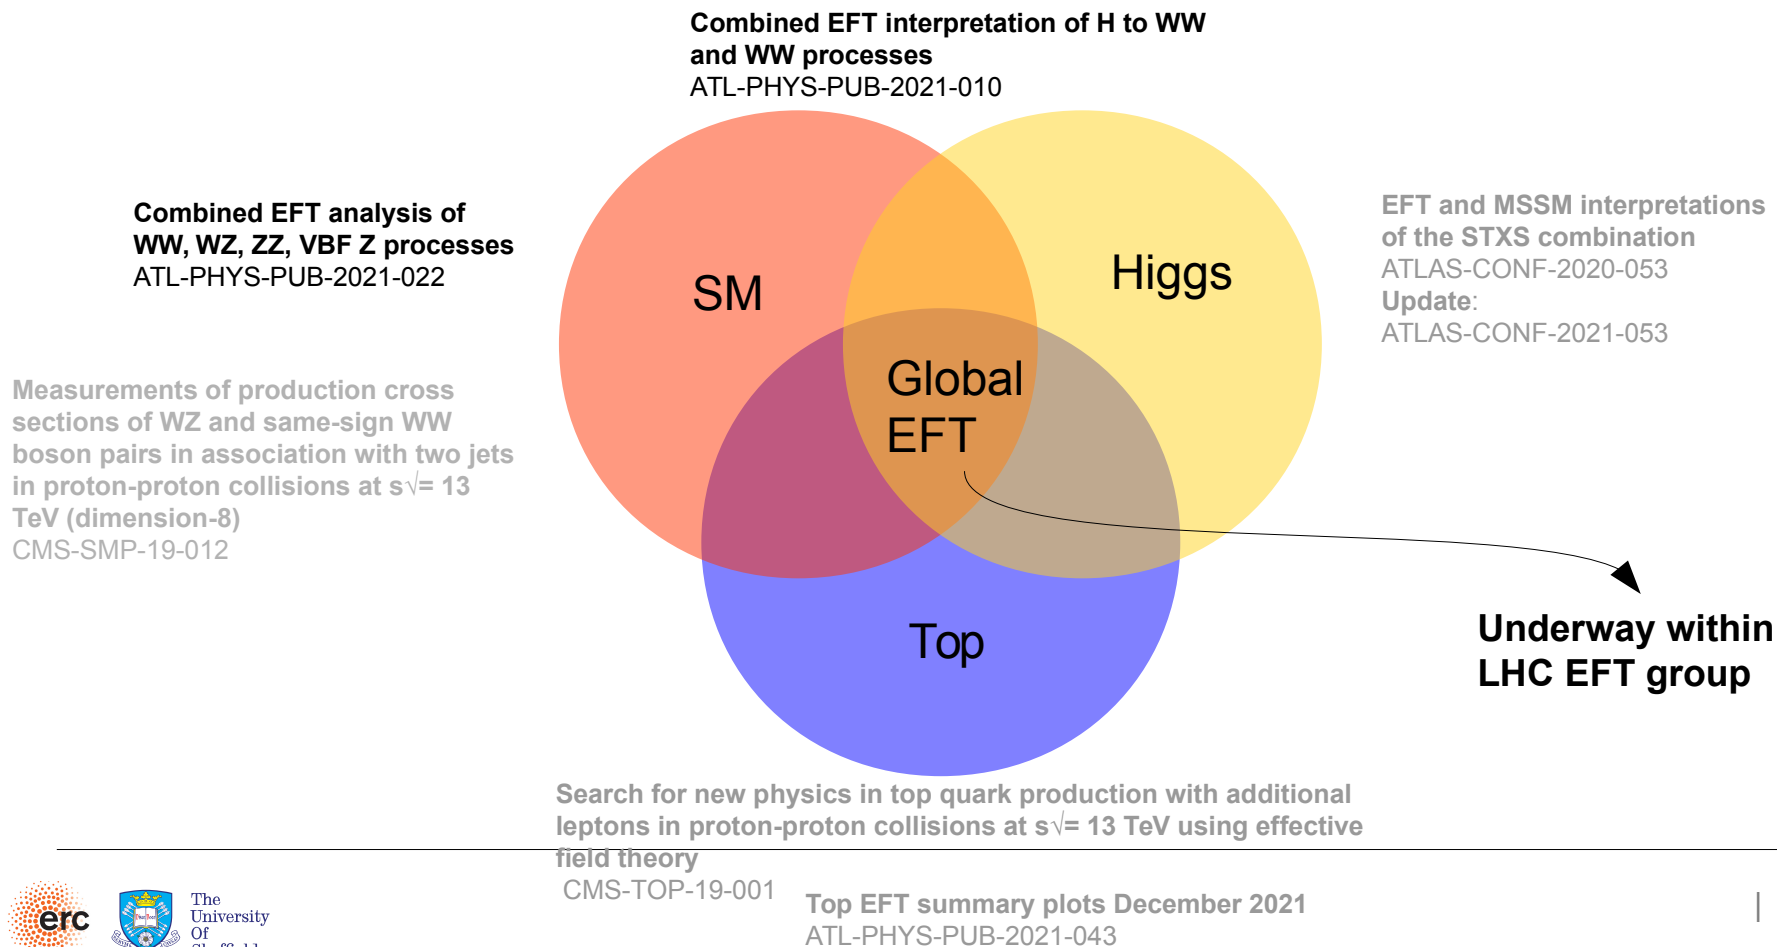 Combined EFT interpretation of H to WW
and WW processes
ATL-PHYS-PUB-2021-010
Combined EFT analysis of
WW, WZ, ZZ, VBF Z processes
ATL-PHYS-PUB-2021-022
EFT and MSSM interpretations
of the STXS combination
ATLAS-CONF-2020-053
Update:
ATLAS-CONF-2021-053
SM
Higgs
Global
EFT
Top
Measurements of production cross
sections of WZ and same-sign WW
boson pairs in association with two jets
in proton-proton collisions at s√= 13
TeV (dimension-8)
CMS-SMP-19-012
Underway within
LHC EFT group
Search for new physics in top quark production with additional
leptons in proton-proton collisions at s√= 13 TeV using effective
field theory
CMS-TOP-19-001
Top EFT summary plots December 2021
ATL-PHYS-PUB-2021-043
|
erc
The
University
Of